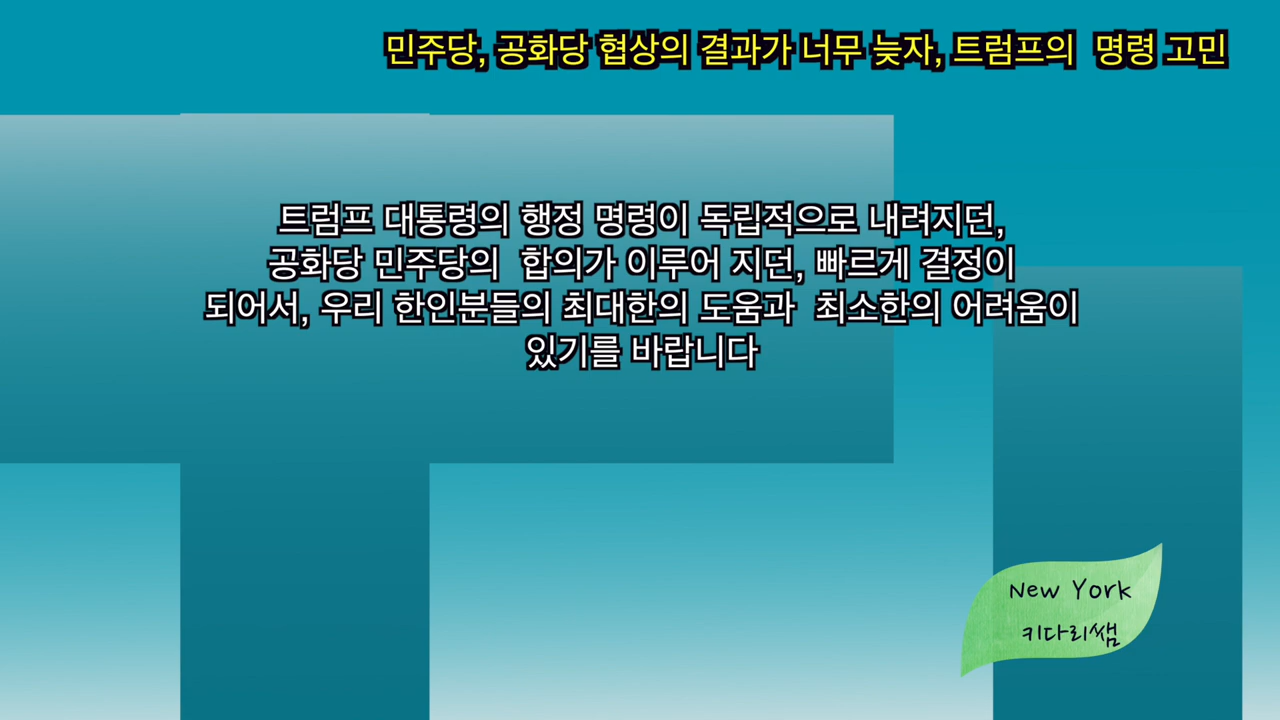 민주당, 공화당 협상의 결과가 너무 늦자, 트럼프의 명령 고민
트럼프 대통령의 행정 명령이 독립적으로 내려지던,
공화당 민주당의 합의가 이루어 지던, 빠르게 결정이
되어서, 우리 한인분들의 최대한의 도움과 최소한의 어려움이
있기를 바랍니다
New York
키다리쌤